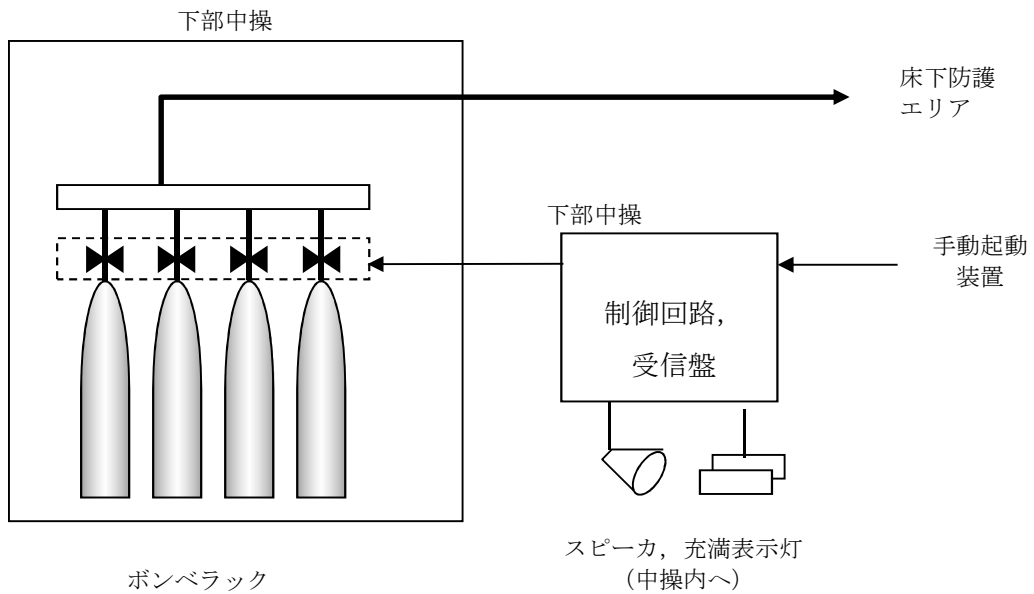 下部中操
床下防護
エリア
下部中操
手動起動
装置
制御回路,
受信盤
スピーカ，充満表示灯
（中操内へ）
ボンベラック